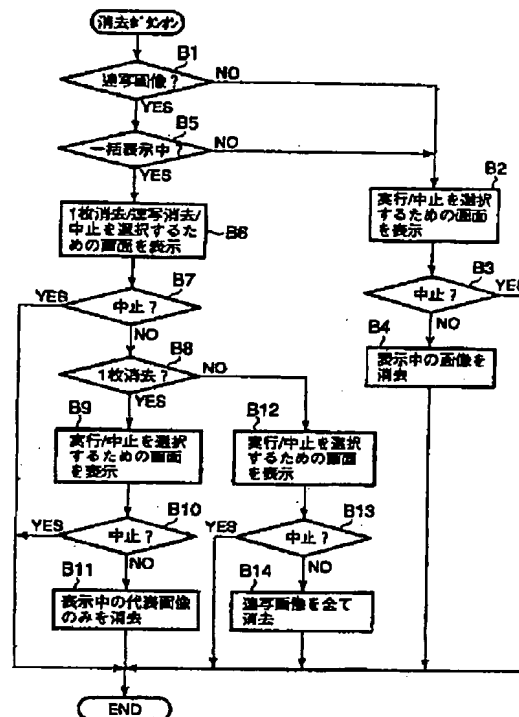 消去ボタンオン
B1
連写画像?
NO
YES
B5
一括表示中?
NO
YES
B2
実行/中止を選択
するための画面
を表示
1枚消去/連写消去/
中止を選択するた
めの画面を表示
B6
B3
中止?
YES
NO
B7
YES
中止?
NO
B4
表示中の画像を
消去
B8
1枚消去?
NO
YES
B9
実行/中止を選択
するための画面
を表示
B12
実行/中止を選択
するための画面
を表示
B10
YES
中止?
NO
B13
YES
中止?
NO
B11
表示中の代表画像
のみを消去
B14
連写画像を全て
消去
END